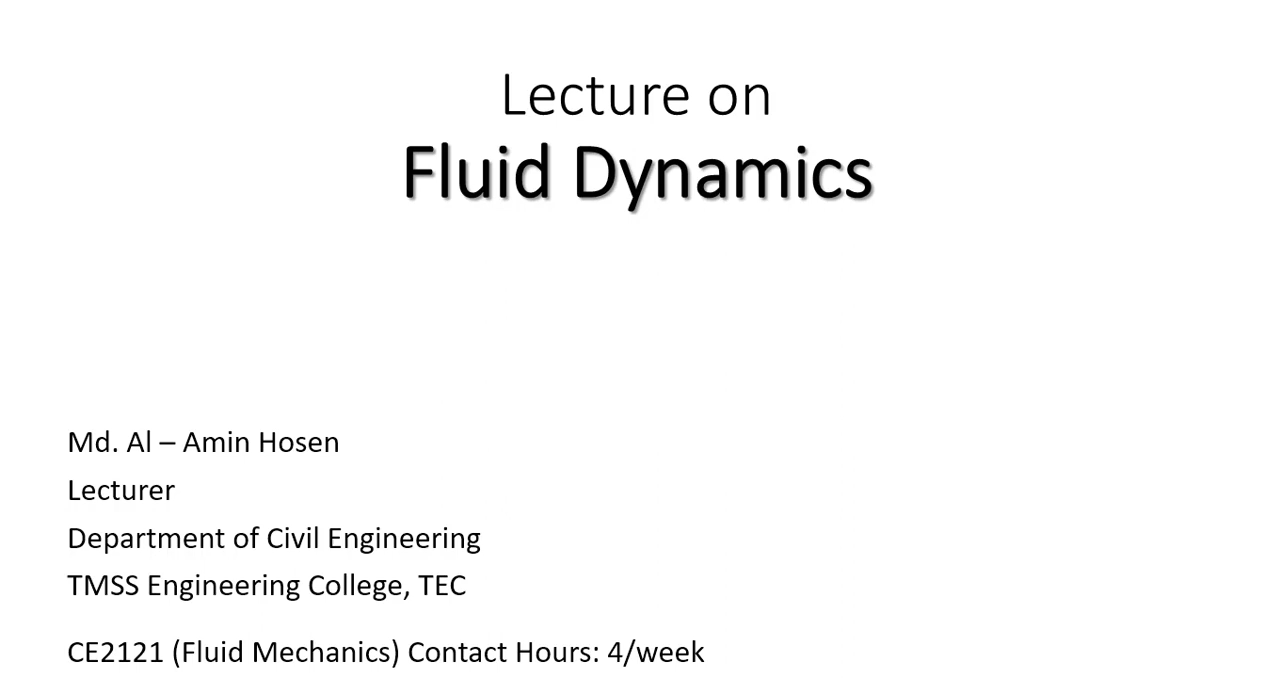 Lecture on
Fluid Dynamics
Md. Al – Amin Hosen
Lecturer
Department of Civil Engineering
TMSS Engineering College, TEC
CE2121 (Fluid Mechanics) Contact Hours: 4/week